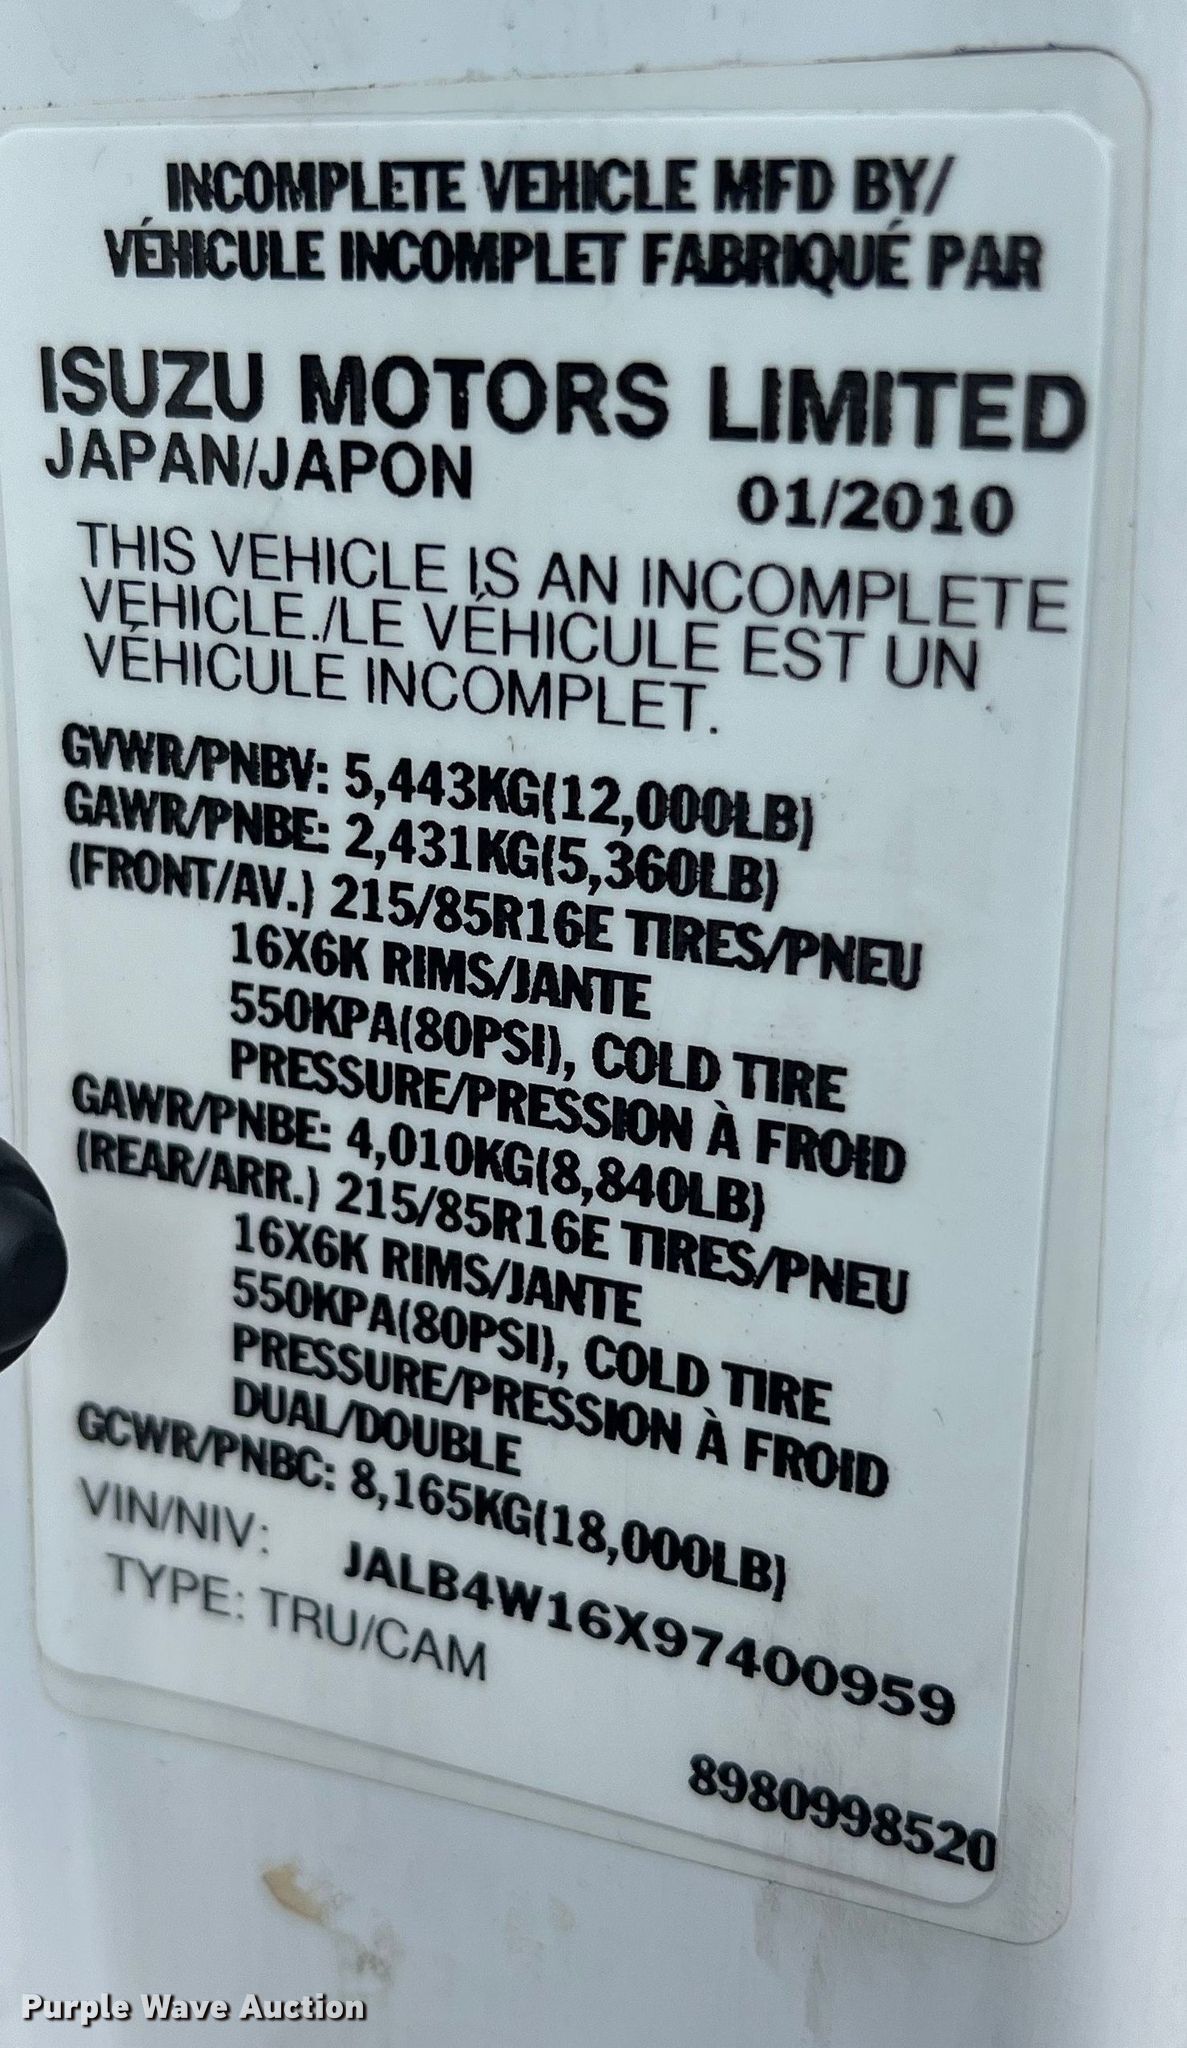 INCOMPLETE VEHICLE MFD BY/
VÉHICULE INCOMPLET FABRIQUÉ PAR
ISUZU MOTORS LIMITED
JAPAN/JAPON 01/2010
THIS VEHICLE IS AN INCOMPLETE
VEHICLE./LE VÉHICULE EST UN
VÉHICULE INCOMPLET.
GVWR/PNBV: 5,443KG(12,000LB)
GAWR/PNBE: 2,431KG(5,360LB)
(FRONT/AV.) 215/85R16E TIRES/PNEU
16X6K RIMS/JANTE
550KPA(80PSI), COLD TIRE
PRESSURE/PRESSION À FROID
GAWR/PNBE: 4,010KG(8,840LB)
(REAR/ARR.) 215/85R16E TIRES/PNEU
16X6K RIMS/JANTE
550KPA(80PSI), COLD TIRE
PRESSURE/PRESSION À FROID
DUAL/DOUBLE
GCWR/PNBC: 8,165KG(18,000LB)
VIN/NIV: JALB4W16X97400959
TYPE: TRU/CAM
8980998520
Purple Wave Auction